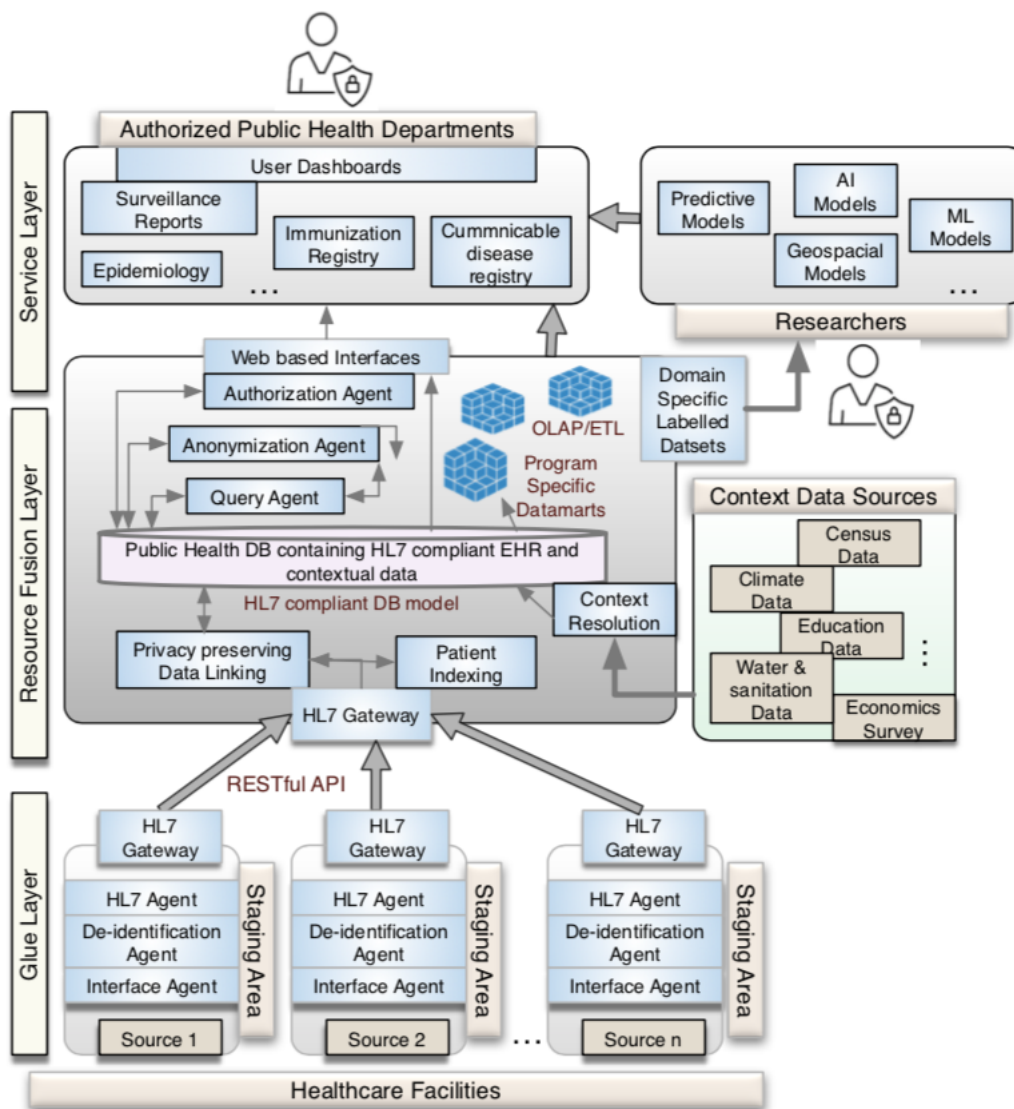 Authorized Public Health Departments
User Dashboards
Surveillance
Reports
Immunization
Registry
Cummnicable
disease
registry
Epidemiology
...
Predictive
Models
AI
Models
ML
Models
Geospacial
Models
...
Researchers
Service Layer
Web based Interfaces
Authorization Agent
Anonymization Agent
Query Agent
OLAP/ETL
Program
Specific
Datamarts
Domain
Specific
Labelled
Datsets
Public Health DB containing HL7 compliant EHR and
contextual data
HL7 compliant DB model
Context
Resolution
Privacy preserving
Data Linking
Patient
Indexing
HL7 Gateway
Resource Fusion Layer
Context Data Sources
Census
Data
Climate
Data
Education
Data
Water &
sanitation
Data
Economics
Survey
...
RESTful API
Glue Layer
HL7
Gateway
HL7 Agent
De-identification
Agent
Interface Agent
Source 1
Staging Area
HL7
Gateway
HL7 Agent
De-identification
Agent
Interface Agent
Source 2
Staging Area
...
HL7
Gateway
HL7 Agent
De-identification
Agent
Interface Agent
Source n
Staging Area
Healthcare Facilities